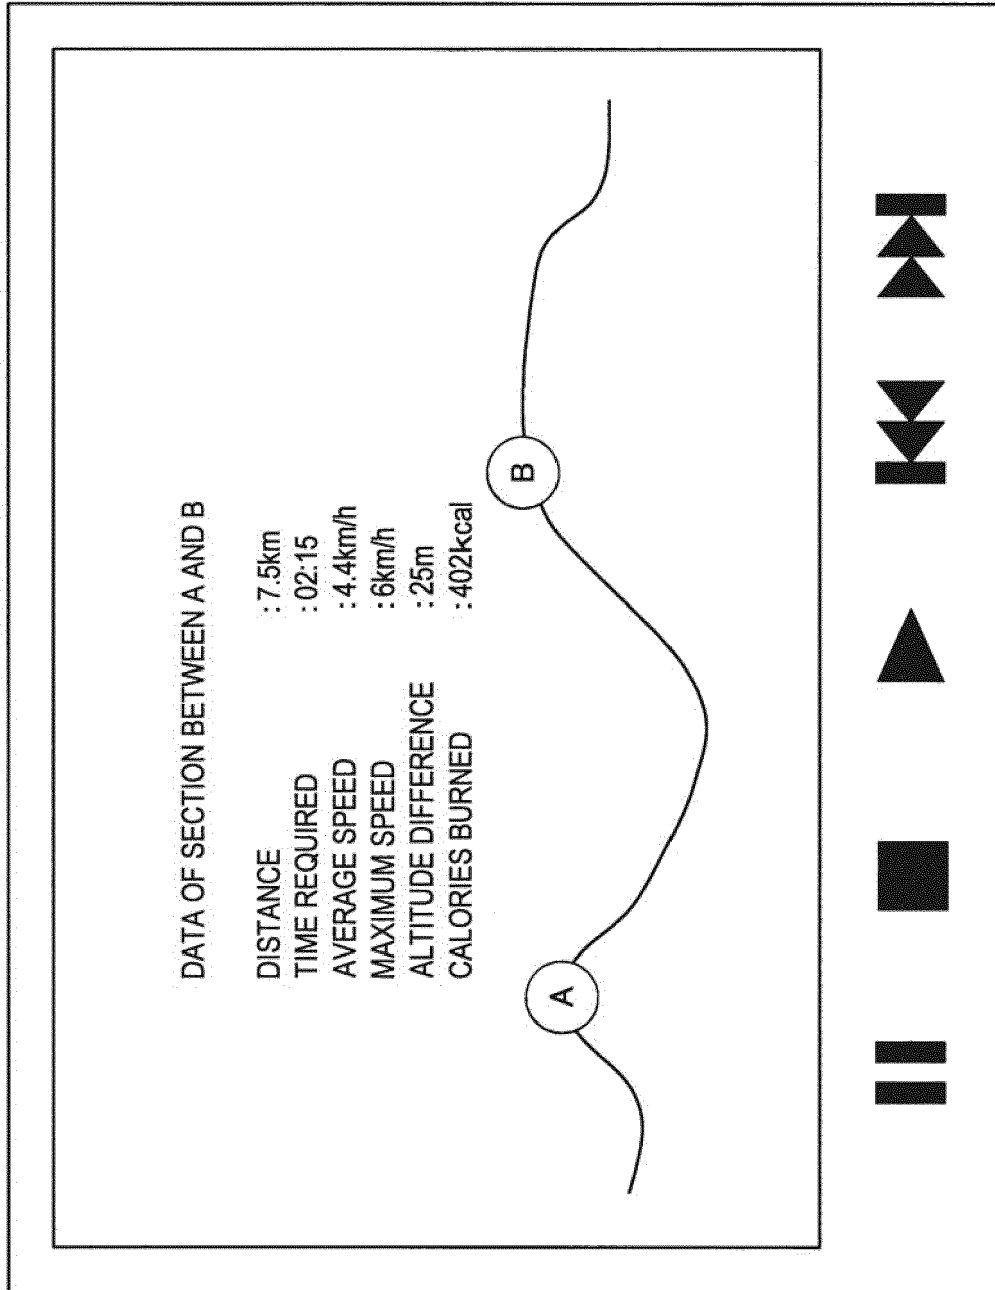 DATA OF SECTION BETWEEN A AND B
DISTANCE : 7.5km
TIME REQUIRED : 02:15
AVERAGE SPEED : 4.4km/h
MAXIMUM SPEED : 6km/h
ALTITUDE DIFFERENCE : 25m
CALORIES BURNED : 402kcal
A
B